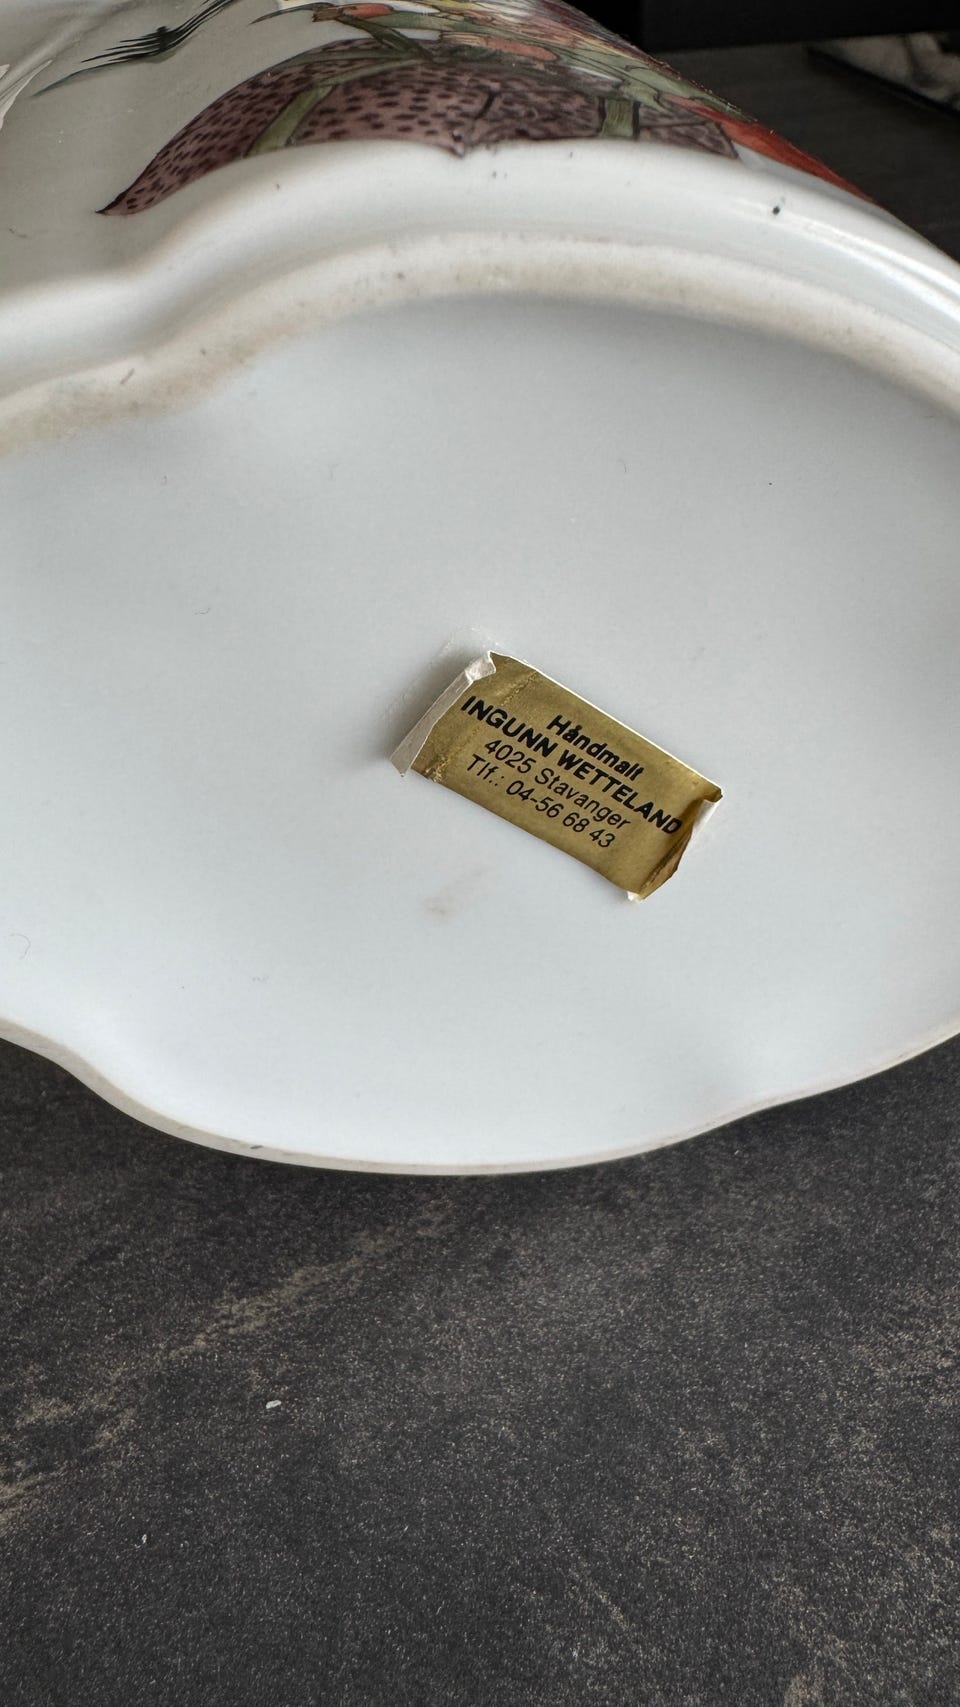 Håndmalt
INGUNN WETTELAND
4025 Stavanger
Tlf.: 04-56 68 43